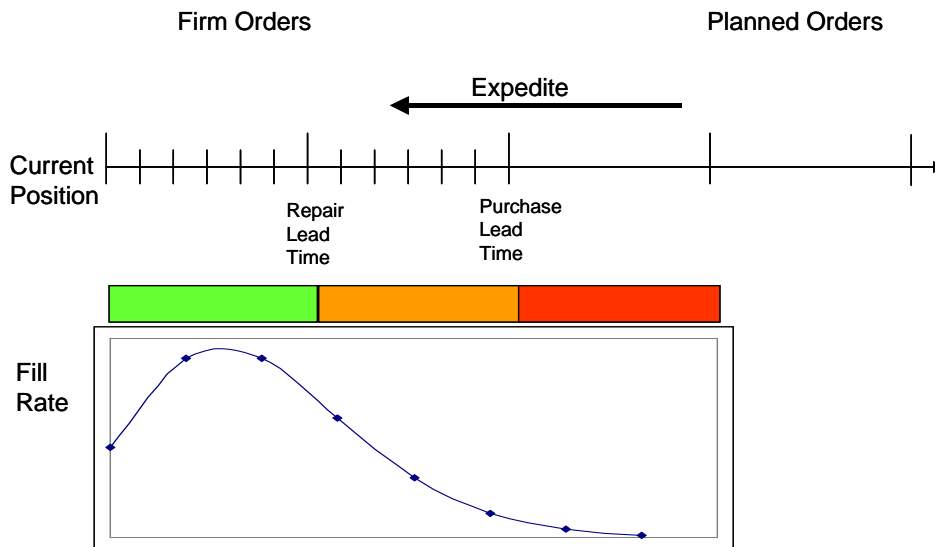 Firm Orders
Planned Orders
Expedite
Current
Position
Repair
Lead
Time
Purchase
Lead
Time
Fill
Rate